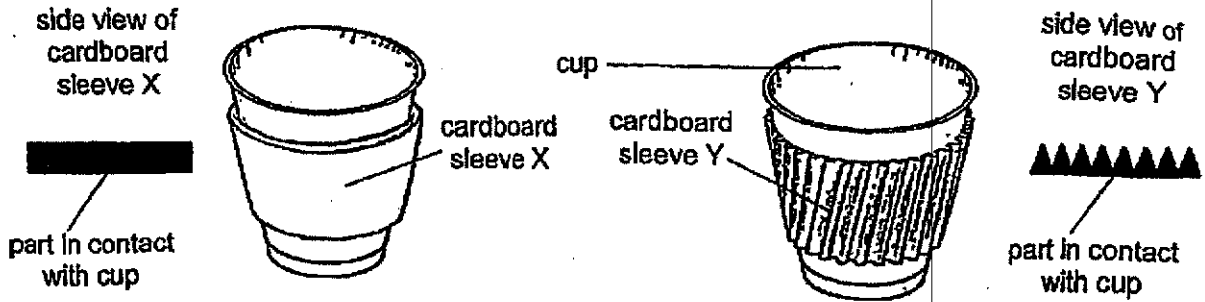 side view of
cardboard
sleeve X
part in contact
with cup
cardboard
sleeve X
cup
cardboard
sleeve Y
side view of
cardboard
sleeve Y
part in contact
with cup